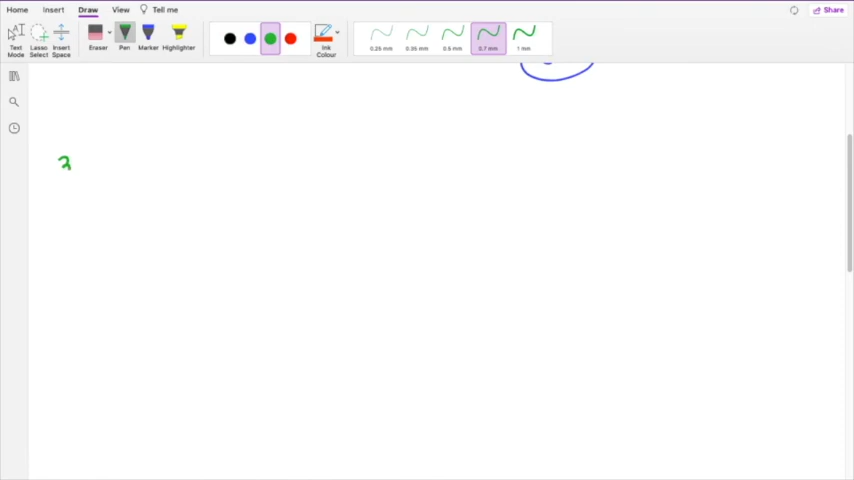 Home Insert Draw View Tell me Share
Text Mode Lasso Select Insert Space Eraser Pen Marker Highlighter Ink Colour 0.25 mm 0.35 mm 0.5 mm 0.7 mm 1 mm